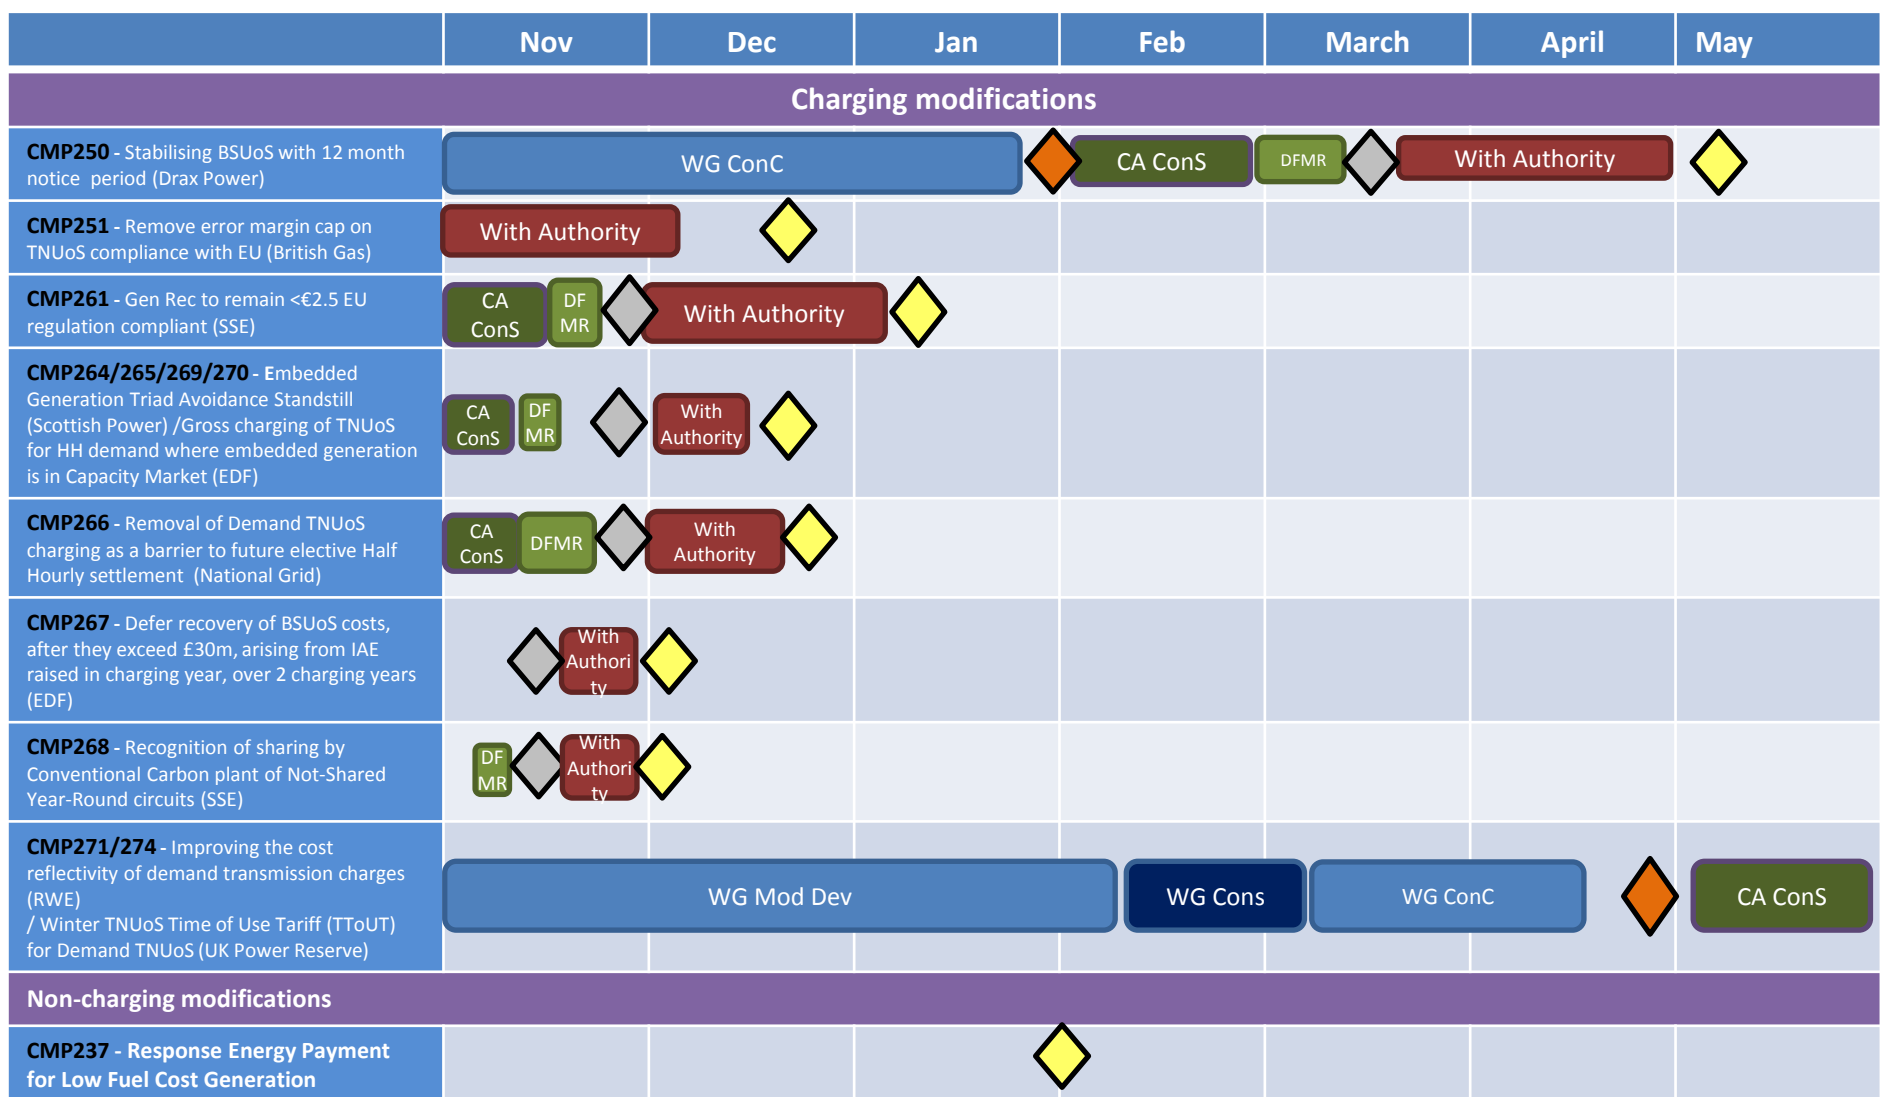 Nov Dec Jan Feb March April May
Charging modifications
CMP250 - Stabilising BSUoS with 12 month
notice period (Drax Power)
WG ConC
CA ConS
DFMR
With Authority
CMP251 - Remove error margin cap on
TNUoS compliance with EU (British Gas)
With Authority
CMP261 - Gen Rec to remain <€2.5 EU
regulation compliant (SSE)
CA
ConS
DF
MR
With Authority
CMP264/265/269/270 - Embedded
Generation Triad Avoidance Standstill
(Scottish Power) /Gross charging of TNUoS
for HH demand where embedded generation
is in Capacity Market (EDF)
CA
ConS
DF
MR
With
Authority
CMP266 - Removal of Demand TNUoS
charging as a barrier to future elective Half
Hourly settlement (National Grid)
CA
ConS
DFMR
With
Authority
CMP267 - Defer recovery of BSUoS costs,
after they exceed £30m, arising from IAE
raised in charging year, over 2 charging years
(EDF)
With
Authori
ty
CMP268 - Recognition of sharing by
Conventional Carbon plant of Not-Shared
Year-Round circuits (SSE)
DF
MR
With
Authori
ty
CMP271/274 - Improving the cost
reflectivity of demand transmission charges
(RWE)
/ Winter TNUoS Time of Use Tariff (TToUT)
for Demand TNUoS (UK Power Reserve)
WG Mod Dev
WG Cons
WG ConC
CA ConS
Non-charging modifications
CMP237 - Response Energy Payment
for Low Fuel Cost Generation